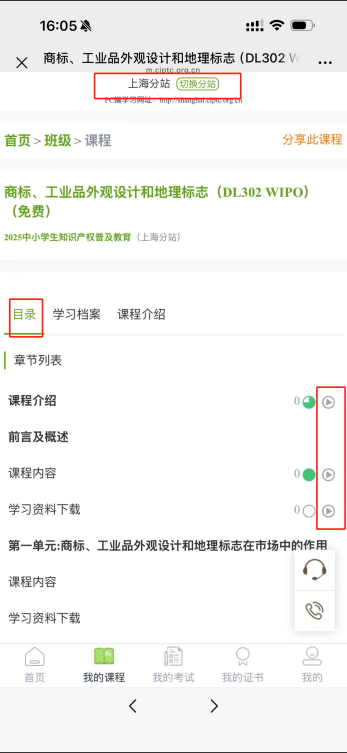 16:05
商标、工业品外观设计和地理标志（DL302 W
m.ciptc.org.cn
上海分站 切换分站
PC端学习网址：http://shanghai.ciptc.org.cn
首页 > 班级 > 课程 分享此课程
商标、工业品外观设计和地理标志（DL302 WIPO）
（免费）
2025中小学生知识产权普及教育（上海分站）
目录 学习档案 课程介绍
章节列表
课程介绍 0
前言及概述
课程内容 0
学习资料下载 0
第一单元:商标、工业品外观设计和地理标志在市场中的作用
课程内容
学习资料下载
首页 我的课程 我的考试 我的证书 我的